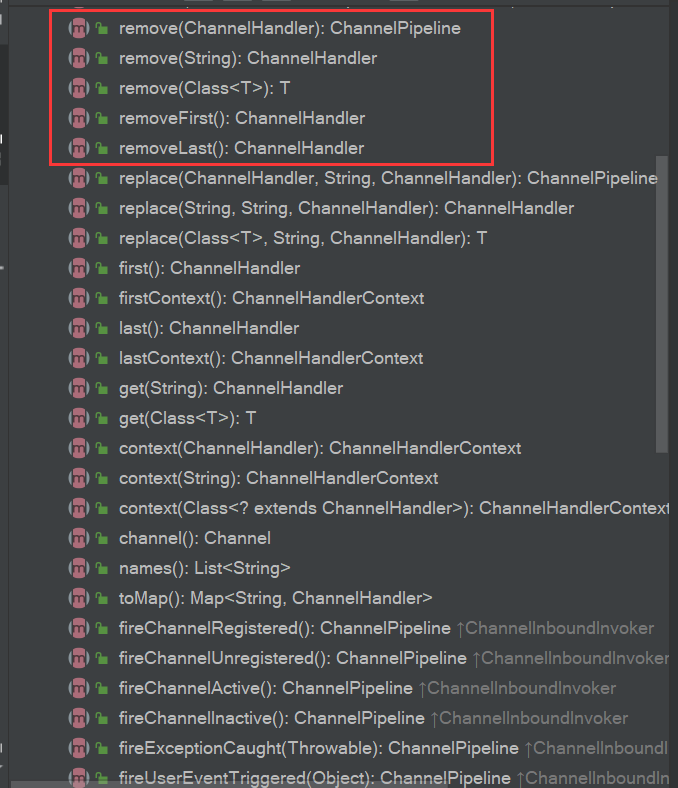 remove(ChannelHandler): ChannelPipeline
remove(String): ChannelHandler
remove(Class<T>): T
removeFirst(): ChannelHandler
removeLast(): ChannelHandler
replace(ChannelHandler, String, ChannelHandler): ChannelPipeline
replace(String, String, ChannelHandler): ChannelHandler
replace(Class<T>, String, ChannelHandler): T
first(): ChannelHandler
firstContext(): ChannelHandlerContext
last(): ChannelHandler
lastContext(): ChannelHandlerContext
get(String): ChannelHandler
get(Class<T>): T
context(ChannelHandler): ChannelHandlerContext
context(String): ChannelHandlerContext
context(Class<? extends ChannelHandler>): ChannelHandlerContext
channel(): Channel
names(): List<String>
toMap(): Map<String, ChannelHandler>
fireChannelRegistered(): ChannelPipeline ↑ChannelInboundInvoker
fireChannelUnregistered(): ChannelPipeline ↑ChannelInboundInvoker
fireChannelActive(): ChannelPipeline ↑ChannelInboundInvoker
fireChannelInactive(): ChannelPipeline ↑ChannelInboundInvoker
fireExceptionCaught(Throwable): ChannelPipeline ↑ChannelInboundI
fireUserEventTriggered(Object): ChannelPipeline ↑ChannelInboundIn